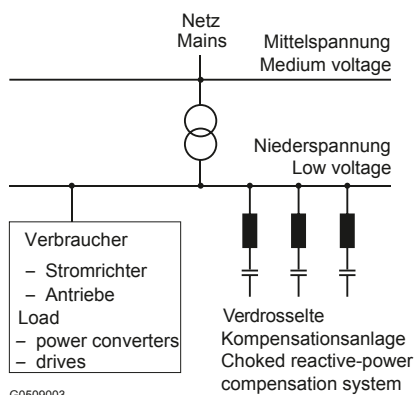 Netz
Mains
Mittelspannung
Medium voltage
Niederspannung
Low voltage
Verbraucher
– Stromrichter
– Antriebe
Load
– power converters
– drives
Verdrosselte
Kompensationsanlage
Choked reactive-power
compensation system
G0509003